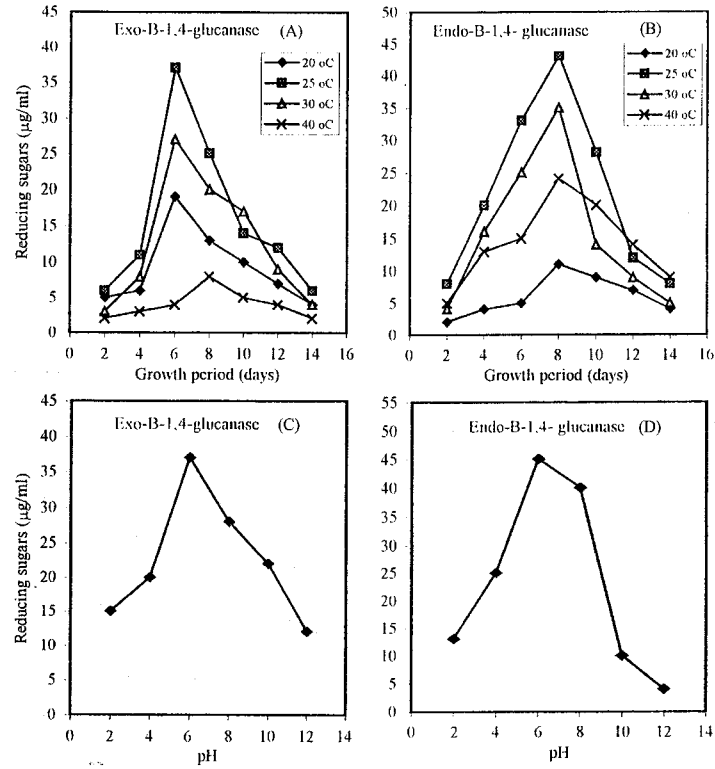 Exo-B-1,4-glucanase (A)
20 oC
25 oC
30 oC
40 oC
Reducing sugars (µg/ml)
45
40
35
30
25
20
15
10
5
0
0 2 4 6 8 10 12 14 16
Growth period (days)
Endo-B-1,4- glucanase (B)
20 oC
25 oC
30 oC
40 oC
50
45
40
35
30
25
20
15
10
5
0
0 2 4 6 8 10 12 14 16
Growth period (days)
Exo-B-1,4-glucanase (C)
Reducing sugars (µg/ml)
45
40
35
30
25
20
15
10
5
0
0 2 4 6 8 10 12 14
pH
Endo-B-1,4- glucanase (D)
55
50
45
40
35
30
25
20
15
10
5
0
0 2 4 6 8 10 12 14
pH